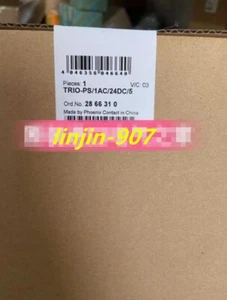 4 046356 046640
Pieces: 1
V/C: 03
TRIO-PS/1AC/24DC/5
Ord.No. 28 66 31 0
Made by Phoenix Contact in China
linjin-907